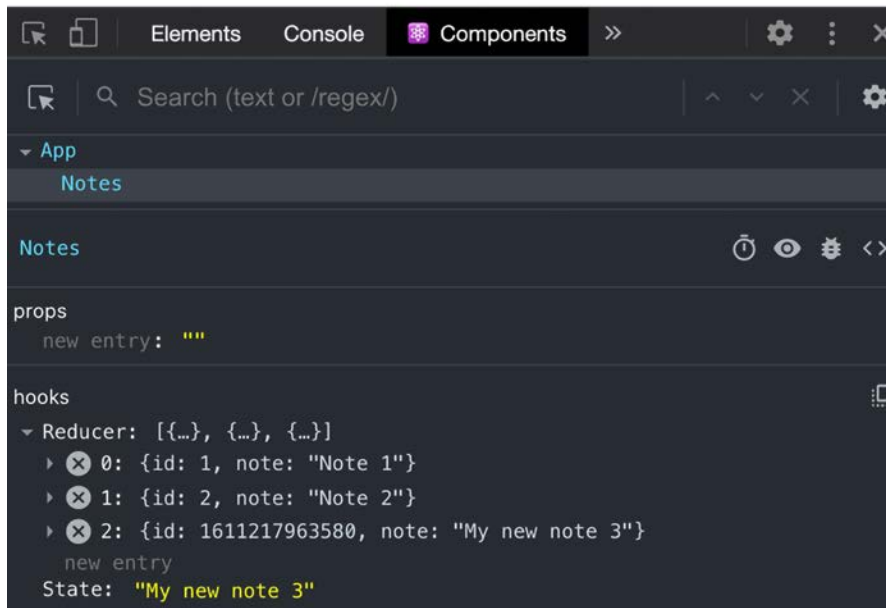 Elements Console Components »
Search (text or /regex/)
App
Notes
Notes
props
new entry: ""
hooks
Reducer: [{…}, {…}, {…}]
0: {id: 1, note: "Note 1"}
1: {id: 2, note: "Note 2"}
2: {id: 1611217963580, note: "My new note 3"}
new entry
State: "My new note 3"